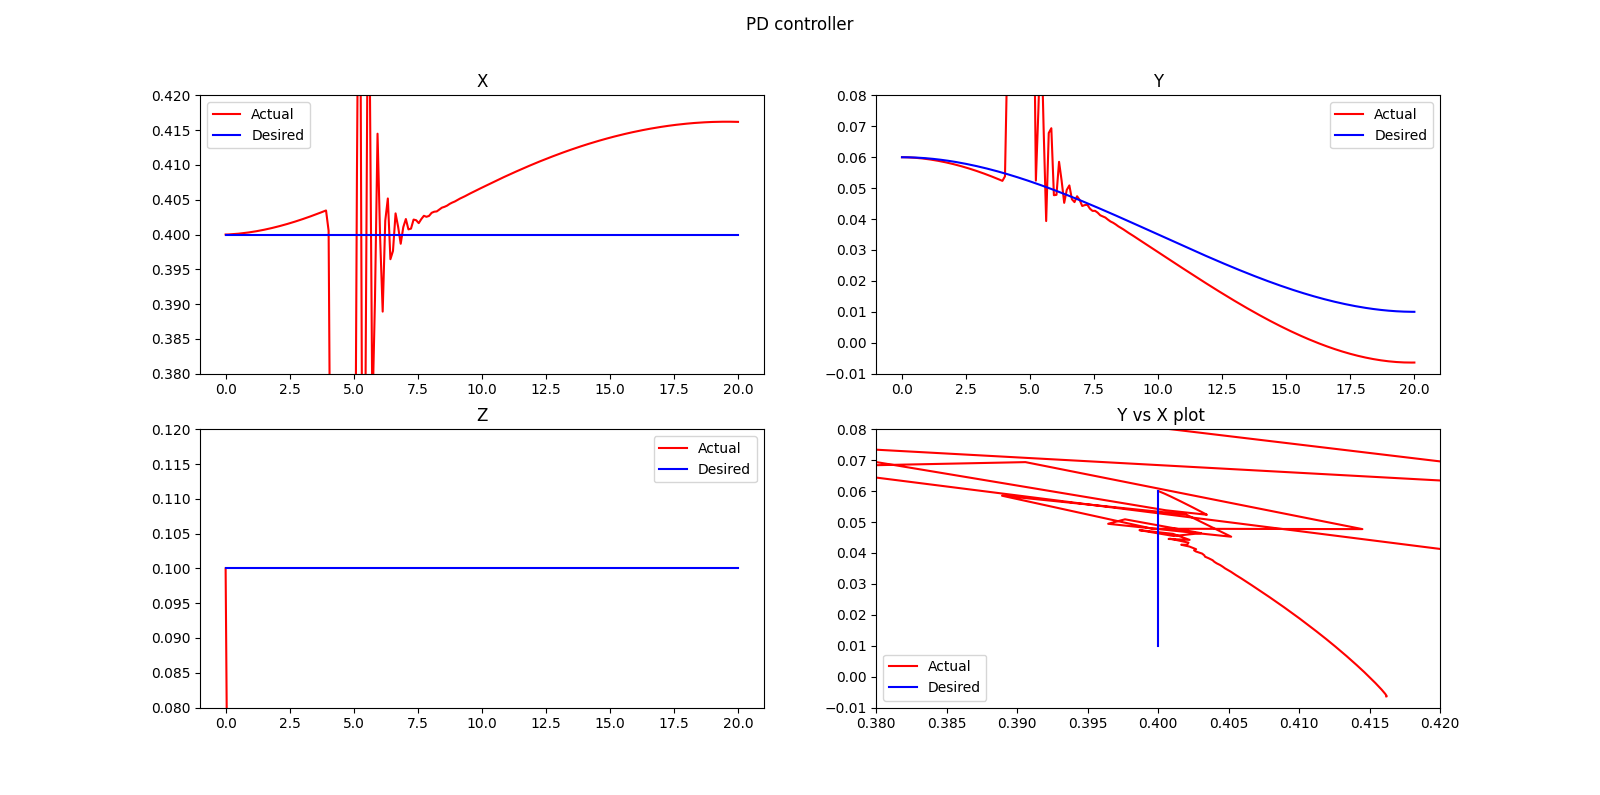 PD controller
X
0.420
0.415
0.410
0.405
0.400
0.395
0.390
0.385
0.380
Actual
Desired
0.0 2.5 5.0 7.5 10.0 12.5 15.0 17.5 20.0
Y
0.08
0.07
0.06
0.05
0.04
0.03
0.02
0.01
0.00
−0.01
Actual
Desired
0.0 2.5 5.0 7.5 10.0 12.5 15.0 17.5 20.0
Z
0.120
0.115
0.110
0.105
0.100
0.095
0.090
0.085
0.080
Actual
Desired
0.0 2.5 5.0 7.5 10.0 12.5 15.0 17.5 20.0
Y vs X plot
0.08
0.07
0.06
0.05
0.04
0.03
0.02
0.01
0.00
−0.01
Actual
Desired
0.380 0.385 0.390 0.395 0.400 0.405 0.410 0.415 0.420